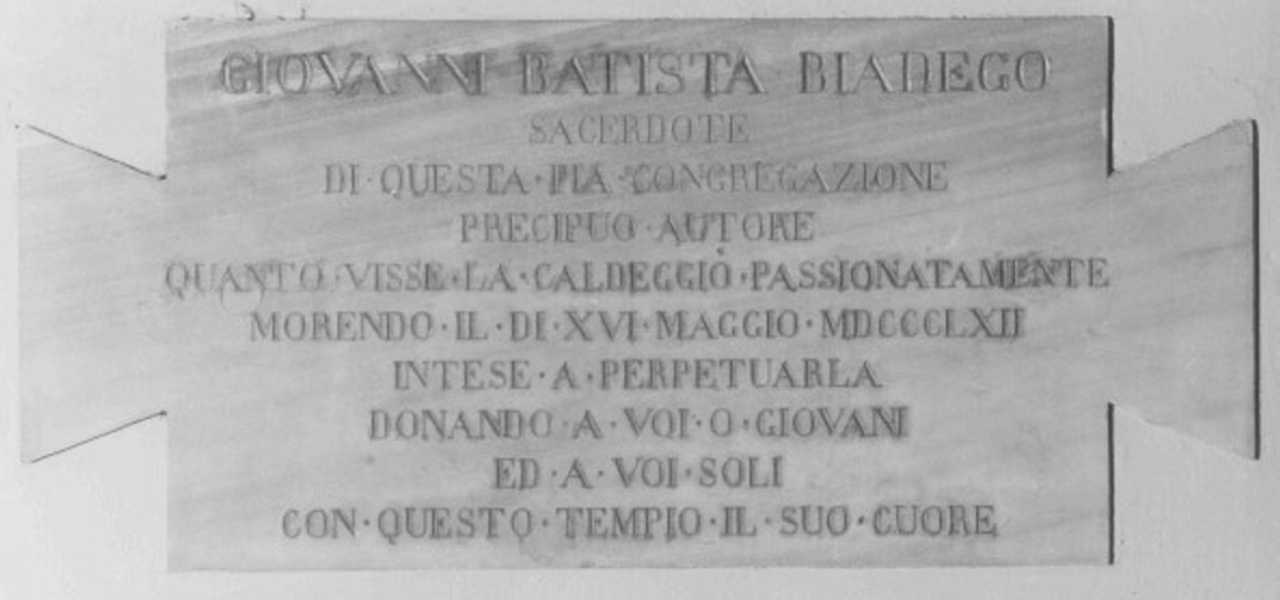 GIOVANNI BATISTA BIADEGO
SACERDOTE
DI·QUESTA·PIA·CONGREGAZIONE
PRECIPUO·AUTORE
QUANTO·VISSE·LA·CALDEGGIÒ·PASSIONATAMENTE
MORENDO·IL·DI·XVI·MAGGIO·MDCCCLXII
INTESE·A·PERPETUARLA
DONANDO·A·VOI·O·GIOVANI
ED·A·VOI·SOLI
CON·QUESTO·TEMPIO·IL·SUO·CUORE